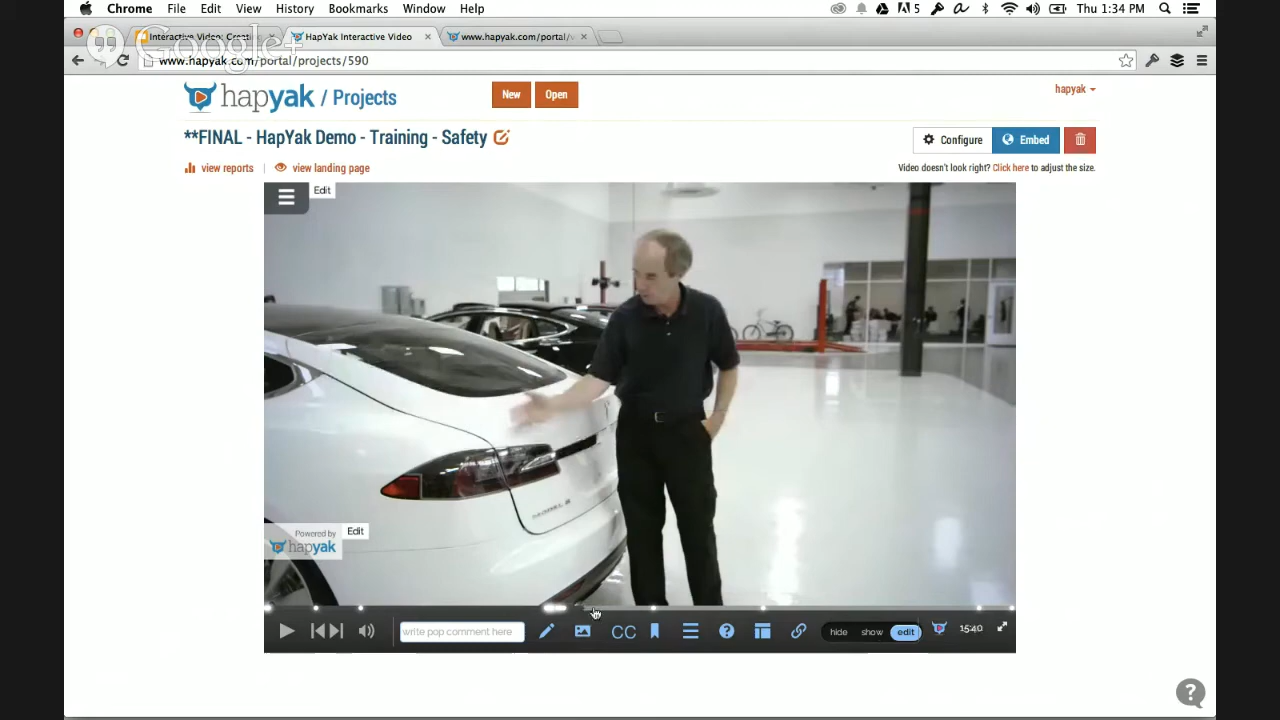 Chrome File Edit View History Bookmarks Window Help
5
Thu 1:34 PM
Interactive Video: Creati
HapYak Interactive Video
www.hapyak.com/portal/v
Google+
www.hapyak.com/portal/projects/590
hapyak / Projects
New
Open
hapyak
**FINAL - HapYak Demo - Training - Safety
Configure
Embed
view reports
view landing page
Video doesn't look right? Click here to adjust the size.
Edit
MODEL S
Powered by
hapyak
Edit
write pop comment here
CC
?
hide
show
edit
15:40
?